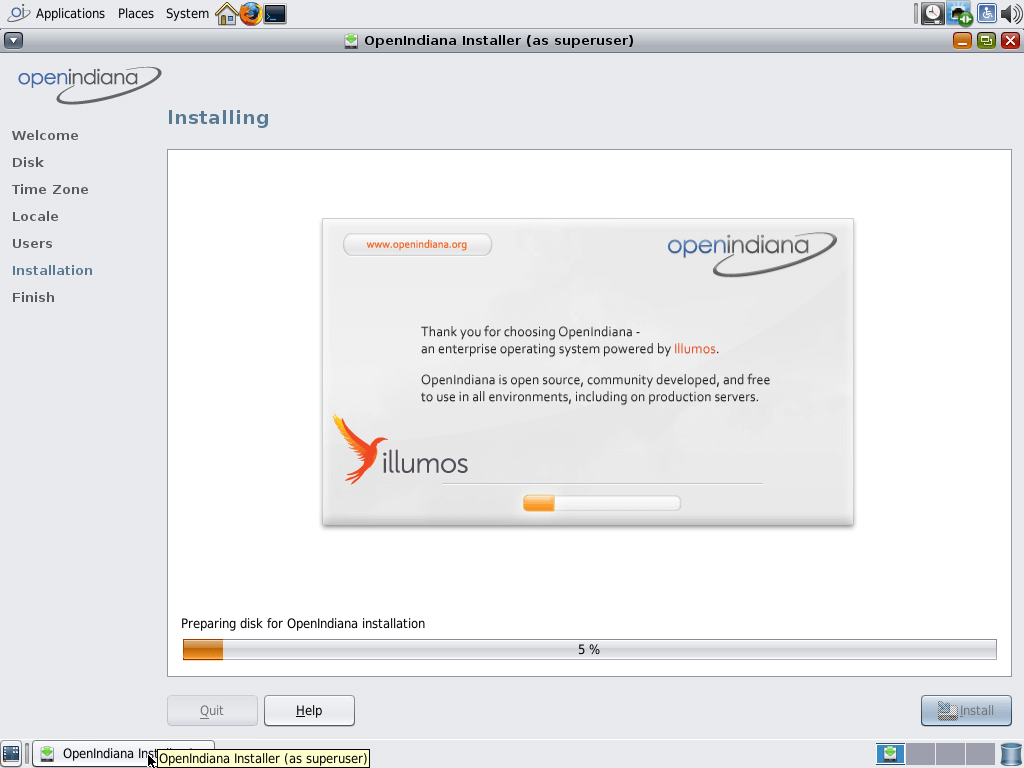 Applications Places System
OpenIndiana Installer (as superuser)
openindiana
Installing
Welcome
Disk
Time Zone
Locale
Users
Installation
Finish
www.openindiana.org
openindiana
Thank you for choosing OpenIndiana -
an enterprise operating system powered by Illumos.
OpenIndiana is open source, community developed, and free
to use in all environments, including on production servers.
illumos
Preparing disk for OpenIndiana installation
5 %
Quit
Help
Install
OpenIndiana Inst
OpenIndiana Installer (as superuser)